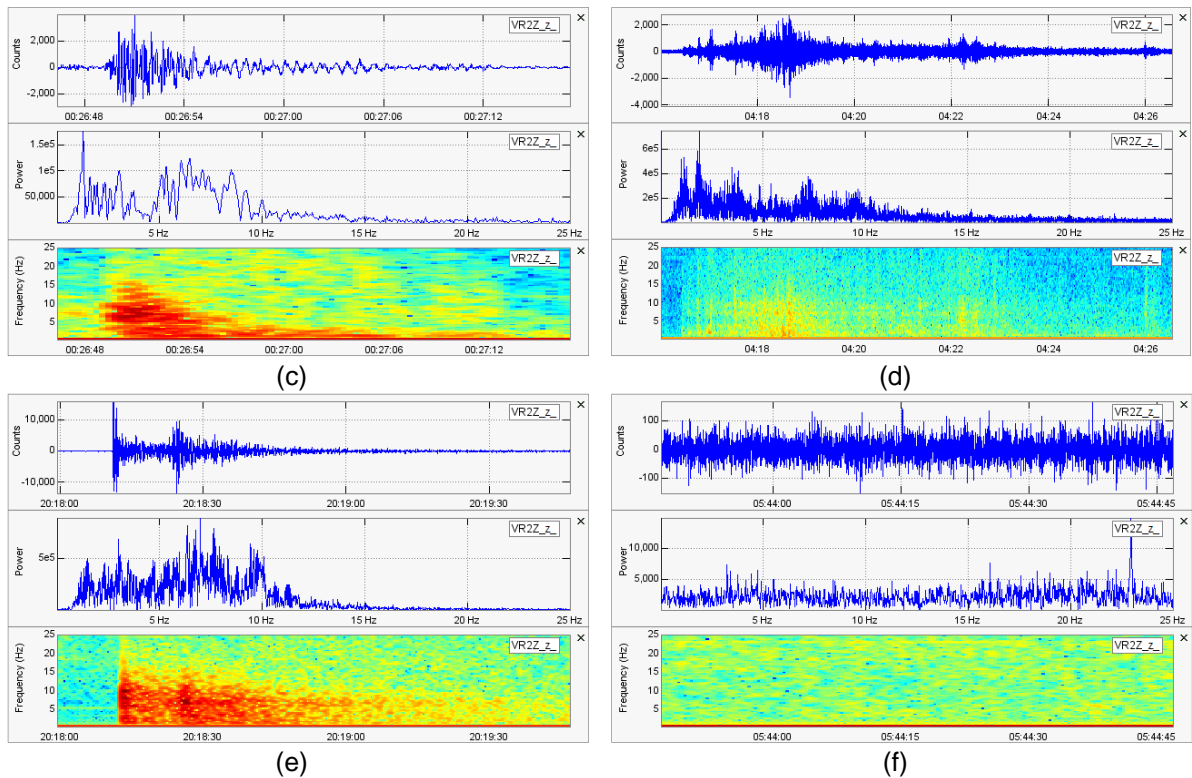 VR2Z_z_
Counts
2,000
0
-2,000
00:26:48 00:26:54 00:27:00 00:27:06 00:27:12
VR2Z_z_
Power
1.5e5
1e5
50,000
5 Hz 10 Hz 15 Hz 20 Hz 25 Hz
VR2Z_z_
Frequency (Hz)
25
20
15
10
5
00:26:48 00:26:54 00:27:00 00:27:06 00:27:12
(c)
VR2Z_z_
Counts
2,000
0
-2,000
-4,000
04:18 04:20 04:22 04:24 04:26
VR2Z_z_
Power
6e5
4e5
2e5
5 Hz 10 Hz 15 Hz 20 Hz 25 Hz
VR2Z_z_
Frequency (Hz)
25
20
15
10
5
04:18 04:20 04:22 04:24 04:26
(d)
VR2Z_z_
Counts
10,000
0
-10,000
20:18:00 20:18:30 20:19:00 20:19:30
VR2Z_z_
Power
5e5
5 Hz 10 Hz 15 Hz 20 Hz 25 Hz
VR2Z_z_
Frequency (Hz)
25
20
15
10
5
20:18:00 20:18:30 20:19:00 20:19:30
(e)
VR2Z_z_
Counts
100
0
-100
05:44:00 05:44:15 05:44:30 05:44:45
VR2Z_z_
Power
10,000
5,000
5 Hz 10 Hz 15 Hz 20 Hz 25 Hz
VR2Z_z_
Frequency (Hz)
25
20
15
10
5
05:44:00 05:44:15 05:44:30 05:44:45
(f)